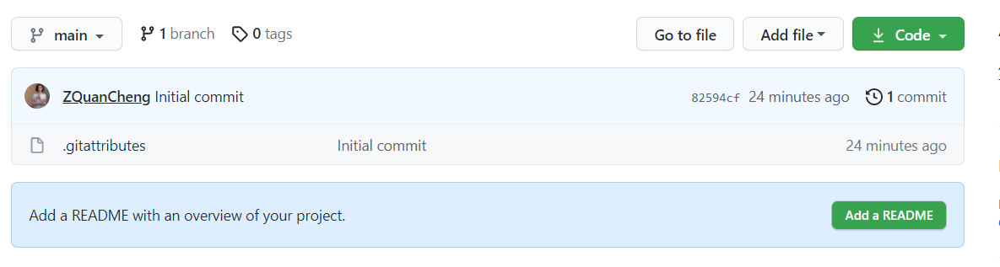 main 1 branch 0 tags Go to file Add file Code
ZQuanCheng Initial commit 82594cf 24 minutes ago 1 commit
.gitattributes Initial commit 24 minutes ago
Add a README with an overview of your project. Add a README